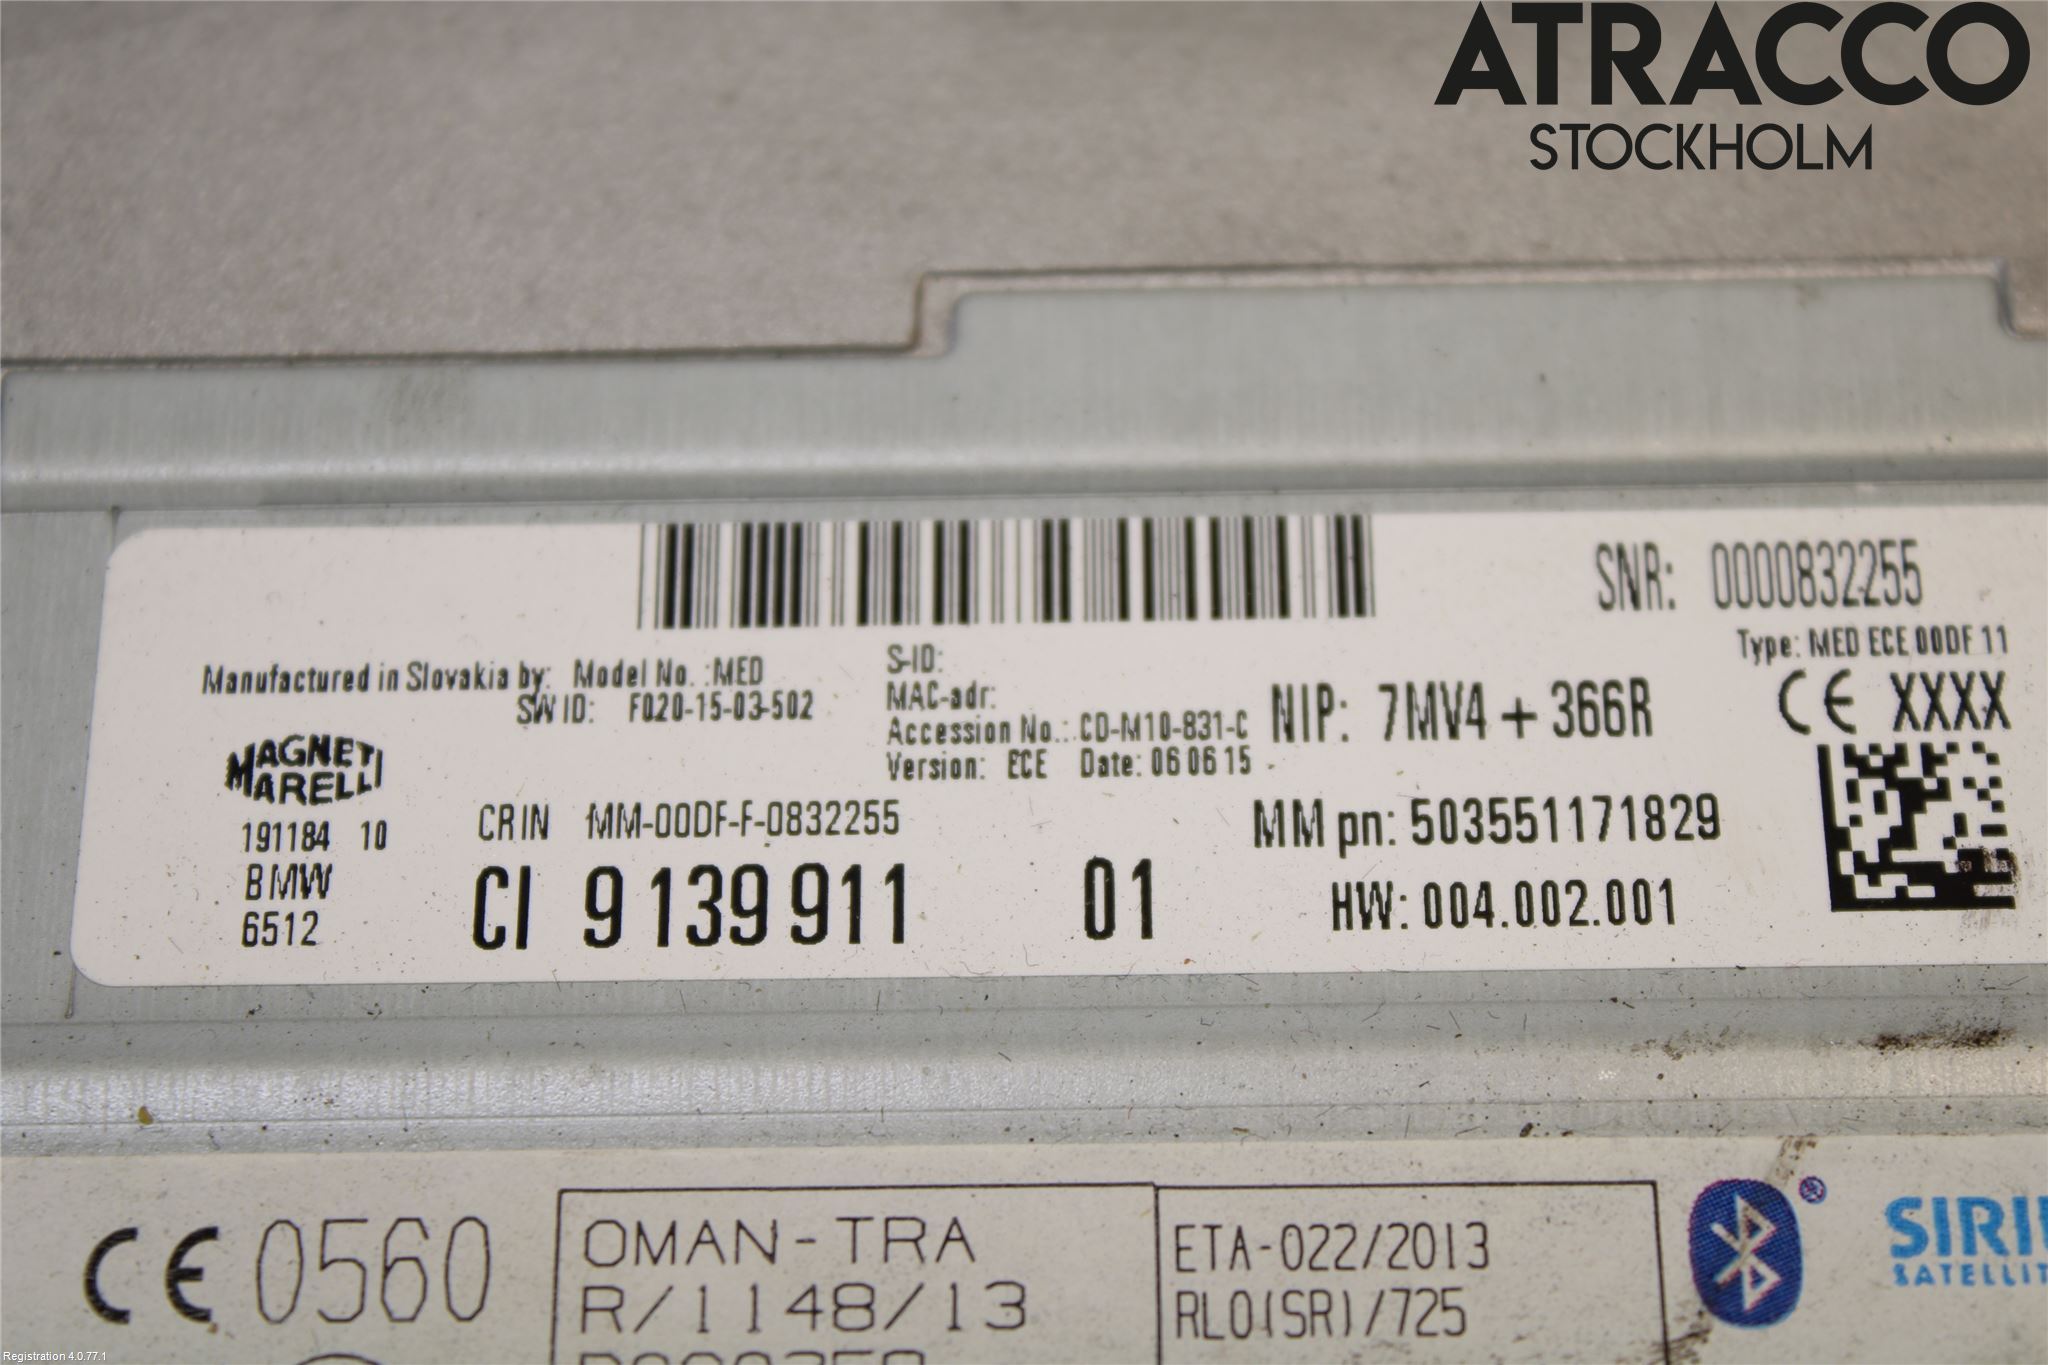 ATRACCO
STOCKHOLM
SNR: 0000832255
Type: MED ECE 00DF 11
CE XXXX
Manufactured in Slovakia by: Model No. :MED
SW ID: F020-15-03-502
S-ID:
MAC-adr:
Accession No.: CD-M10-831-C
Version: ECE Date: 06 06 15
NIP: 7MV4 + 366R
MAGNETI
MARELLI
191184 10
BMW
6512
CRIN MM-00DF-F-0832255
CI 9 139 911 01
MM pn: 503551171829
HW: 004.002.001
CE 0560
OMAN-TRA
R/1148/13
ETA-022/2013
RLO(SR)/725
®
Registration 4.0.77.1